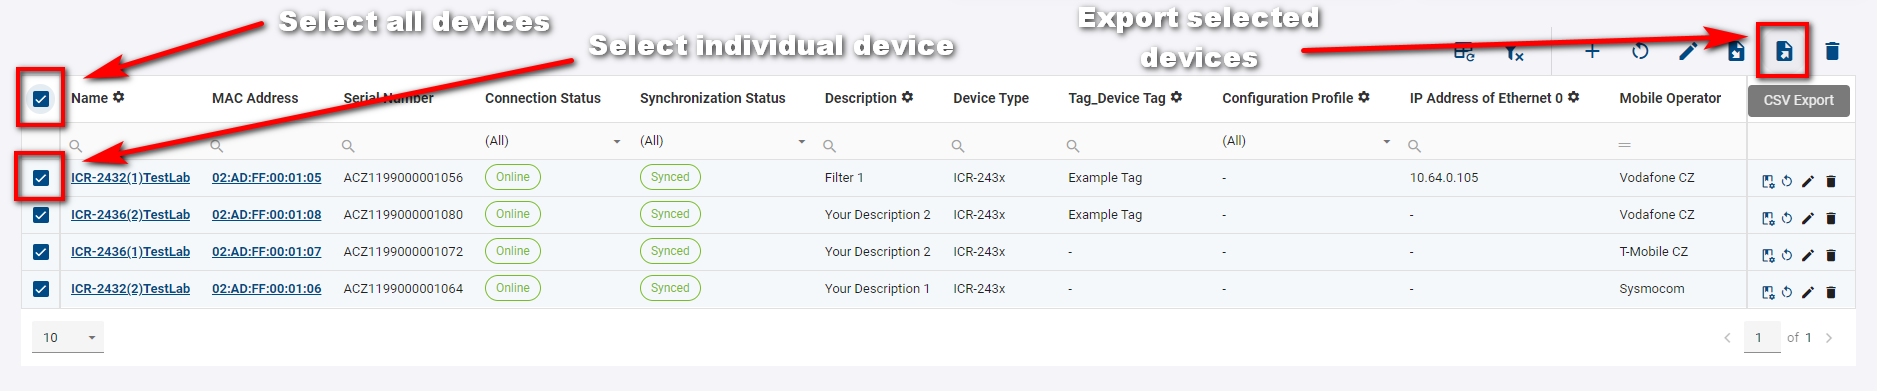 Select all devices
Export selected
devices
Select individual device
Name MAC Address Serial Number Connection Status Synchronization Status Description Device Type Tag_Device Tag Configuration Profile IP Address of Ethernet 0 Mobile Operator CSV Export
(All) (All) (All)
ICR-2432(1)TestLab 02:AD:FF:00:01:05 ACZ1199000001056 Online Synced Filter 1 ICR-243x Example Tag - 10.64.0.105 Vodafone CZ
ICR-2436(2)TestLab 02:AD:FF:00:01:08 ACZ1199000001080 Online Synced Your Description 2 ICR-243x Example Tag - - Vodafone CZ
ICR-2436(1)TestLab 02:AD:FF:00:01:07 ACZ1199000001072 Online Synced Your Description 2 ICR-243x - - - T-Mobile CZ
ICR-2432(2)TestLab 02:AD:FF:00:01:06 ACZ1199000001064 Online Synced Your Description 1 ICR-243x - - - Sysmocom
10 1 of 1